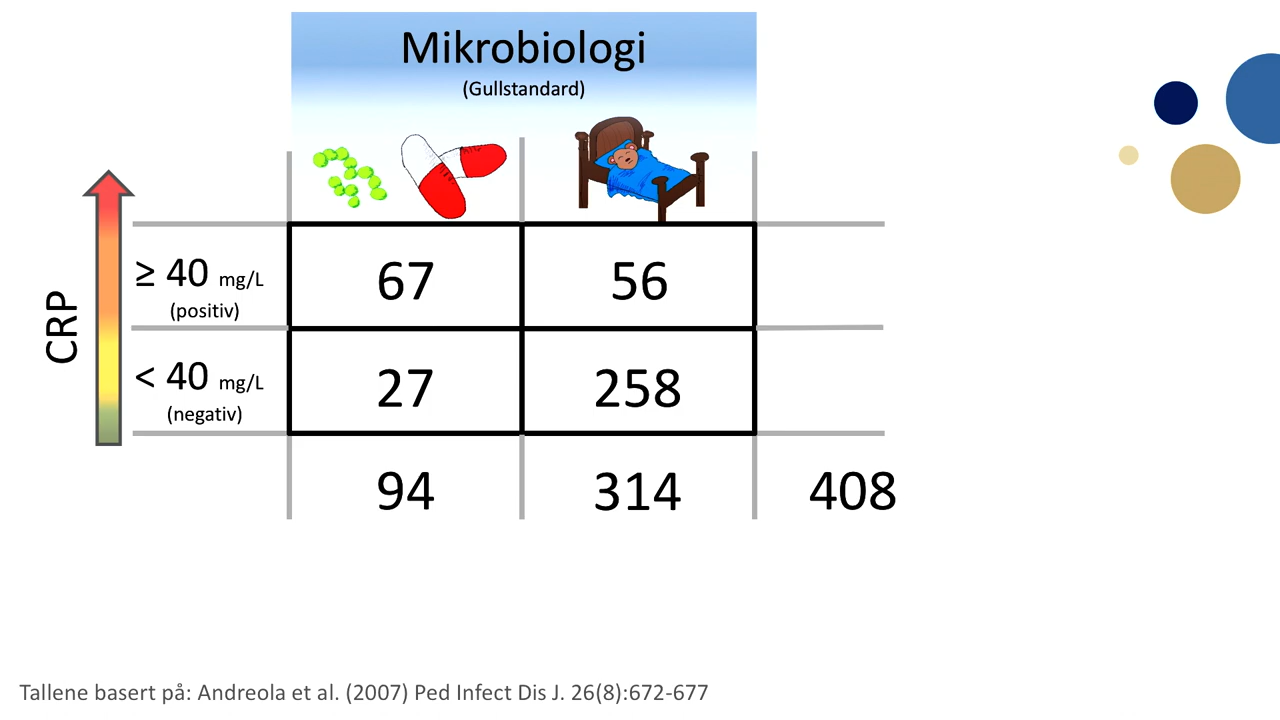 Mikrobiologi
(Gullstandard)
CRP
≥ 40 mg/L
(positiv)
67 56
< 40 mg/L
(negativ)
27 258
94 314 408
Tallene basert på: Andreola et al. (2007) Ped Infect Dis J. 26(8):672-677